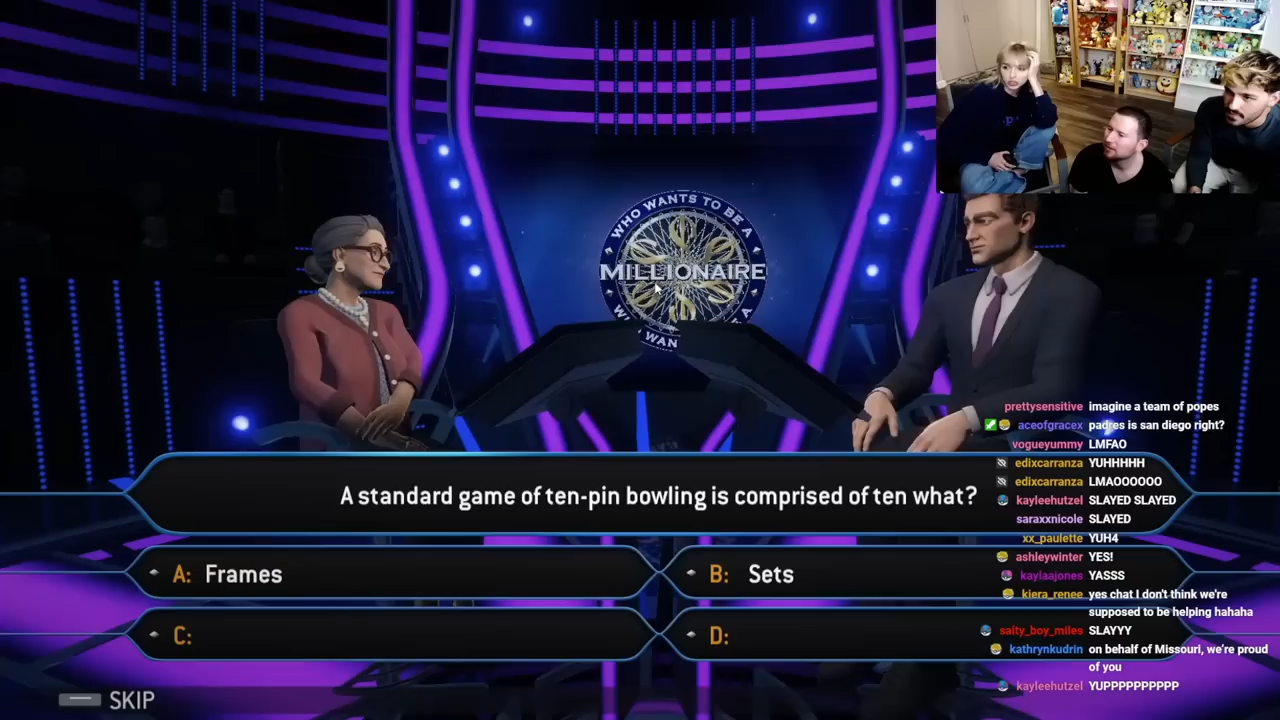 WHO WANTS TO BE A
MILLIONAIRE
WAN
prettysensitive imagine a team of popes
aceofgracex padres is san diego right?
vogueyummy LMFAO
edixcarranza YUHHHHH
edixcarranza LMAOOOOOO
kayleehutzel SLAYED SLAYED
saraxxnicole SLAYED
xx_paulette YUH4
ashleywinter YES!
kaylaajones YASSS
kiera_renee yes chat I don't think we're
supposed to be helping hahaha
salty_boy_miles SLAYYY
kathrynkudrin on behalf of Missouri, we're proud
of you
kayleehutzel YUPPPPPPPPPP
A standard game of ten-pin bowling is comprised of ten what?
A: Frames
B: Sets
C:
D:
SKIP